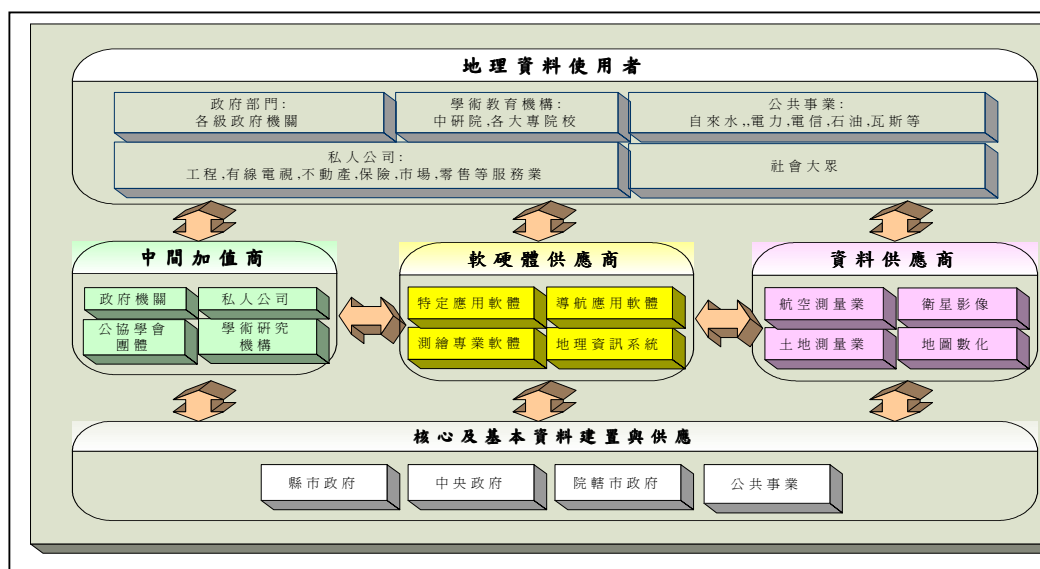 地理資料使用者
政府部門:
各級政府機關
學術教育機構:
中研院,各大專院校
公共事業:
自來水,,電力,電信,石油,瓦斯等
私人公司:
工程,有線電視,不動產,保險,市場,零售等服務業
社會大眾
中間加值商
政府機關
私人公司
公協學會
團體
學術研究
機構
軟硬體供應商
特定應用軟體
導航應用軟體
測繪專業軟體
地理資訊系統
資料供應商
航空測量業
衛星影像
土地測量業
地圖數化
核心及基本資料建置與供應
縣市政府
中央政府
院轄市政府
公共事業